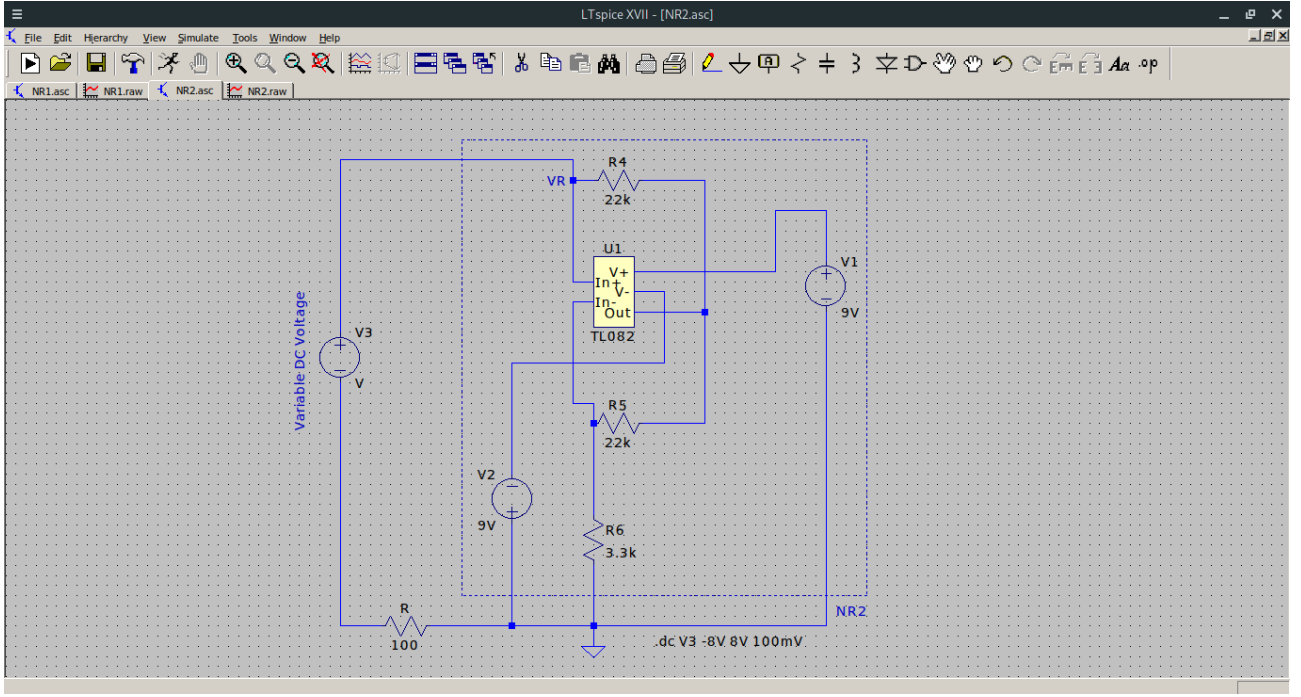 LTspice XVII - [NR2.asc]
File Edit Hierarchy View Simulate Tools Window Help
A Aa .op
NR1.asc NR1.raw NR2.asc NR2.raw
R4
VR
22k
U1
V+
In+
V-
In-
Out
TL082
V1
9V
Variable DC Voltage
V3
V
R5
22k
V2
9V
R6
3.3k
NR2
R
100
.dc V3 -8V 8V 100mV